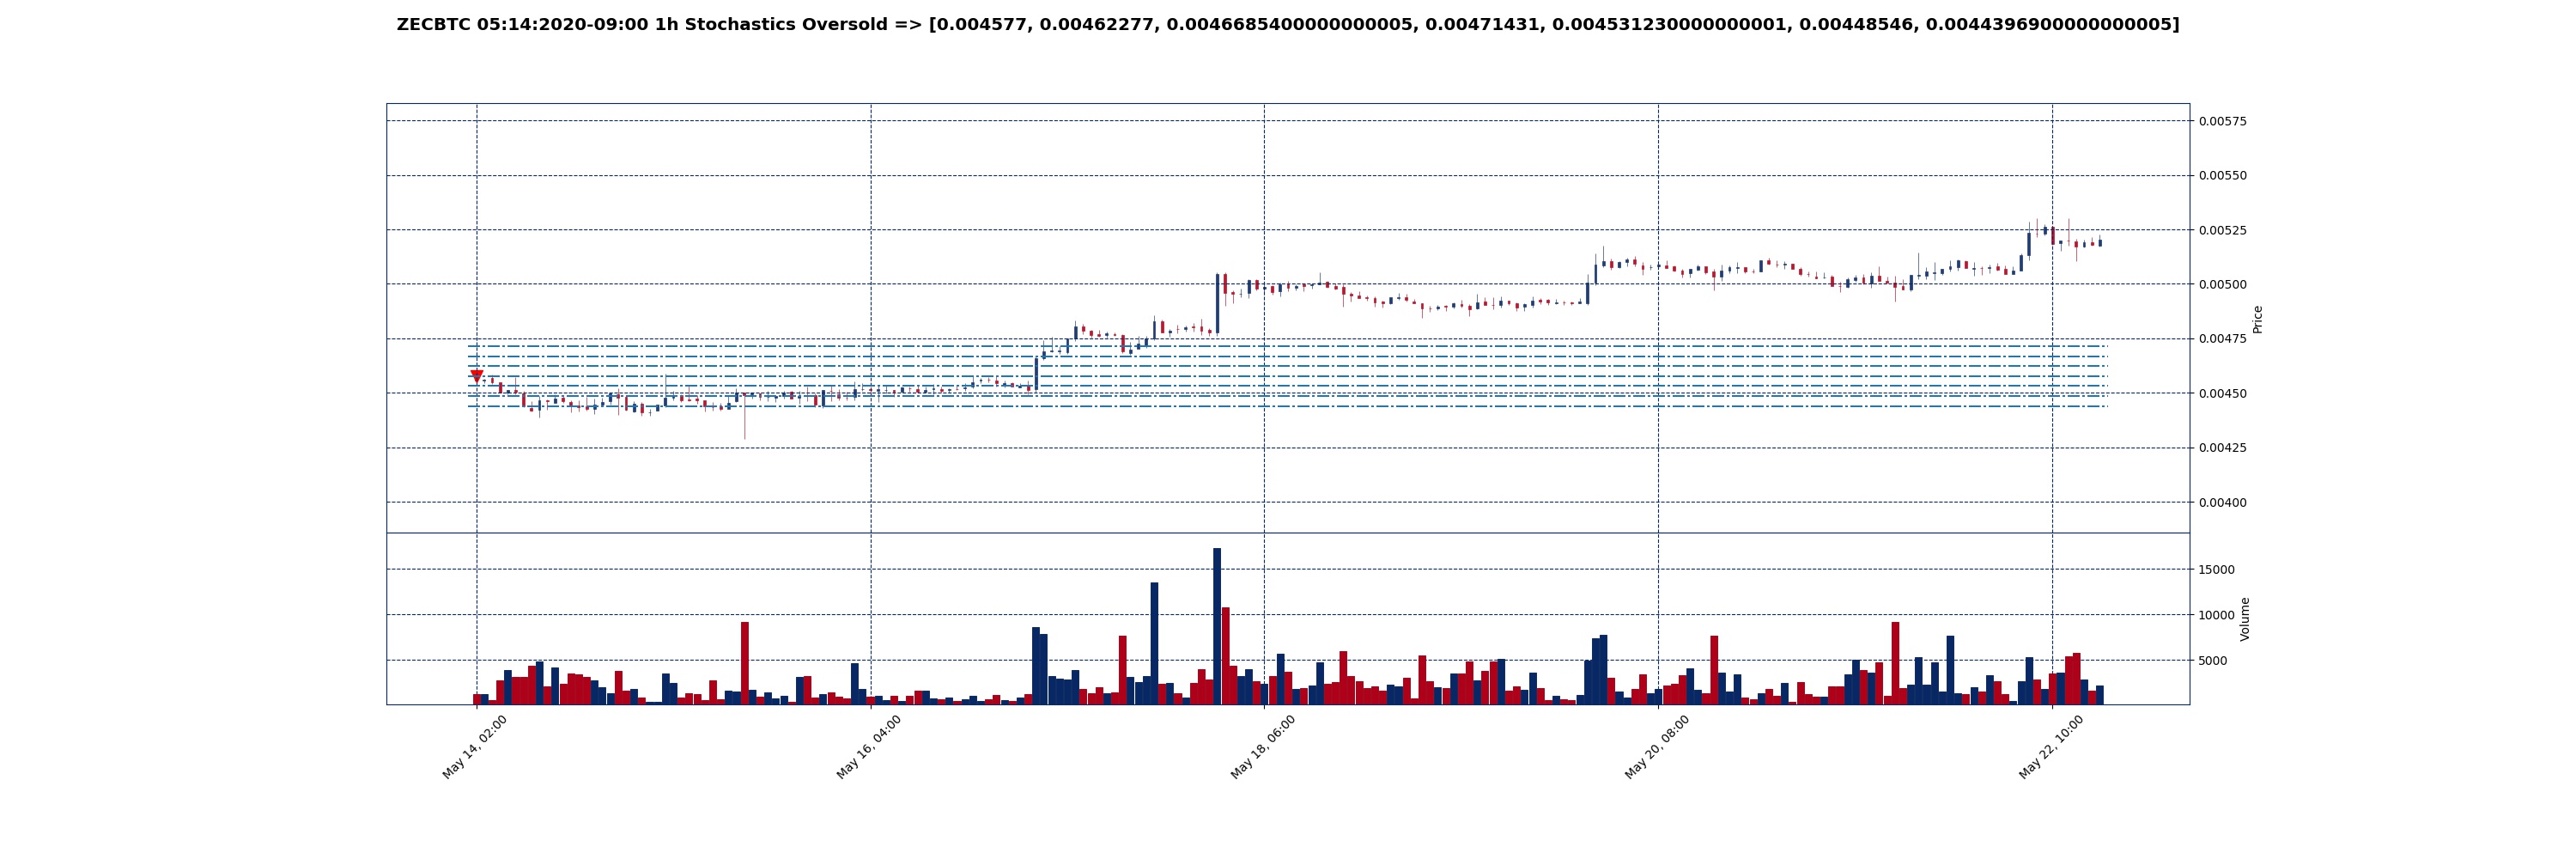 ZECBTC 05:14:2020-09:00 1h Stochastics Oversold => [0.004577, 0.00462277, 0.0046685400000000005, 0.00471431, 0.004531230000000001, 0.00448546, 0.0044396900000000005]
0.00575
0.00550
0.00525
0.00500
0.00475
0.00450
0.00425
0.00400
Price
15000
10000
5000
Volume
May 14, 02:00
May 16, 04:00
May 18, 06:00
May 20, 08:00
May 22, 10:00